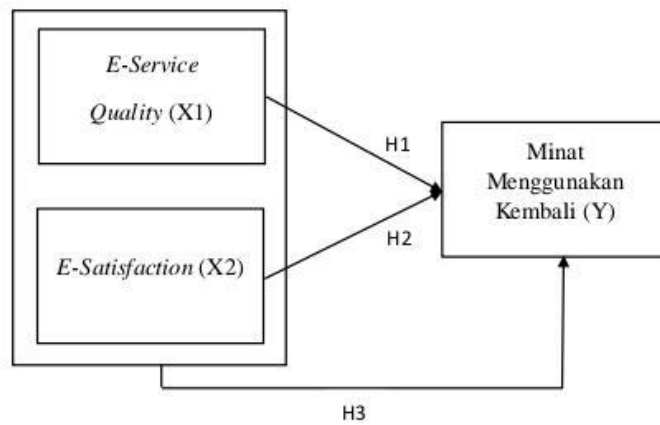 E-Service
Quality (X1)
H1
Minat
Menggunakan
Kembali (Y)
H2
E-Satisfaction (X2)
H3